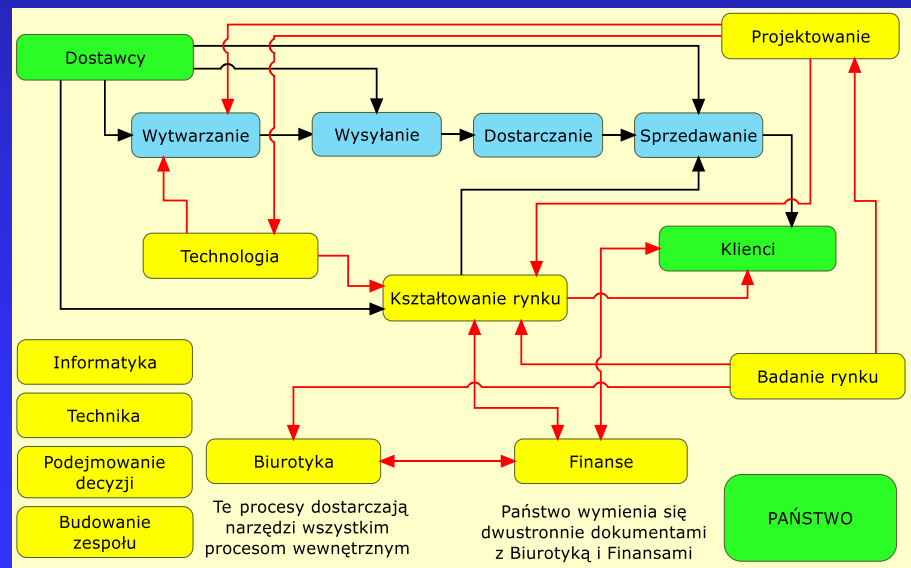 Projektowanie
Dostawcy
Wytwarzanie
Wysyłanie
Dostarczanie
Sprzedawanie
Technologia
Klienci
Kształtowanie rynku
Informatyka
Badanie rynku
Technika
Podejmowanie
decyzji
Biurotyka
Finanse
Budowanie
zespołu
Te procesy dostarczają
narzędzi wszystkim
procesom wewnętrznym
Państwo wymienia się
dwustronnie dokumentami
z Biurotyką i Finansami
PAŃSTWO